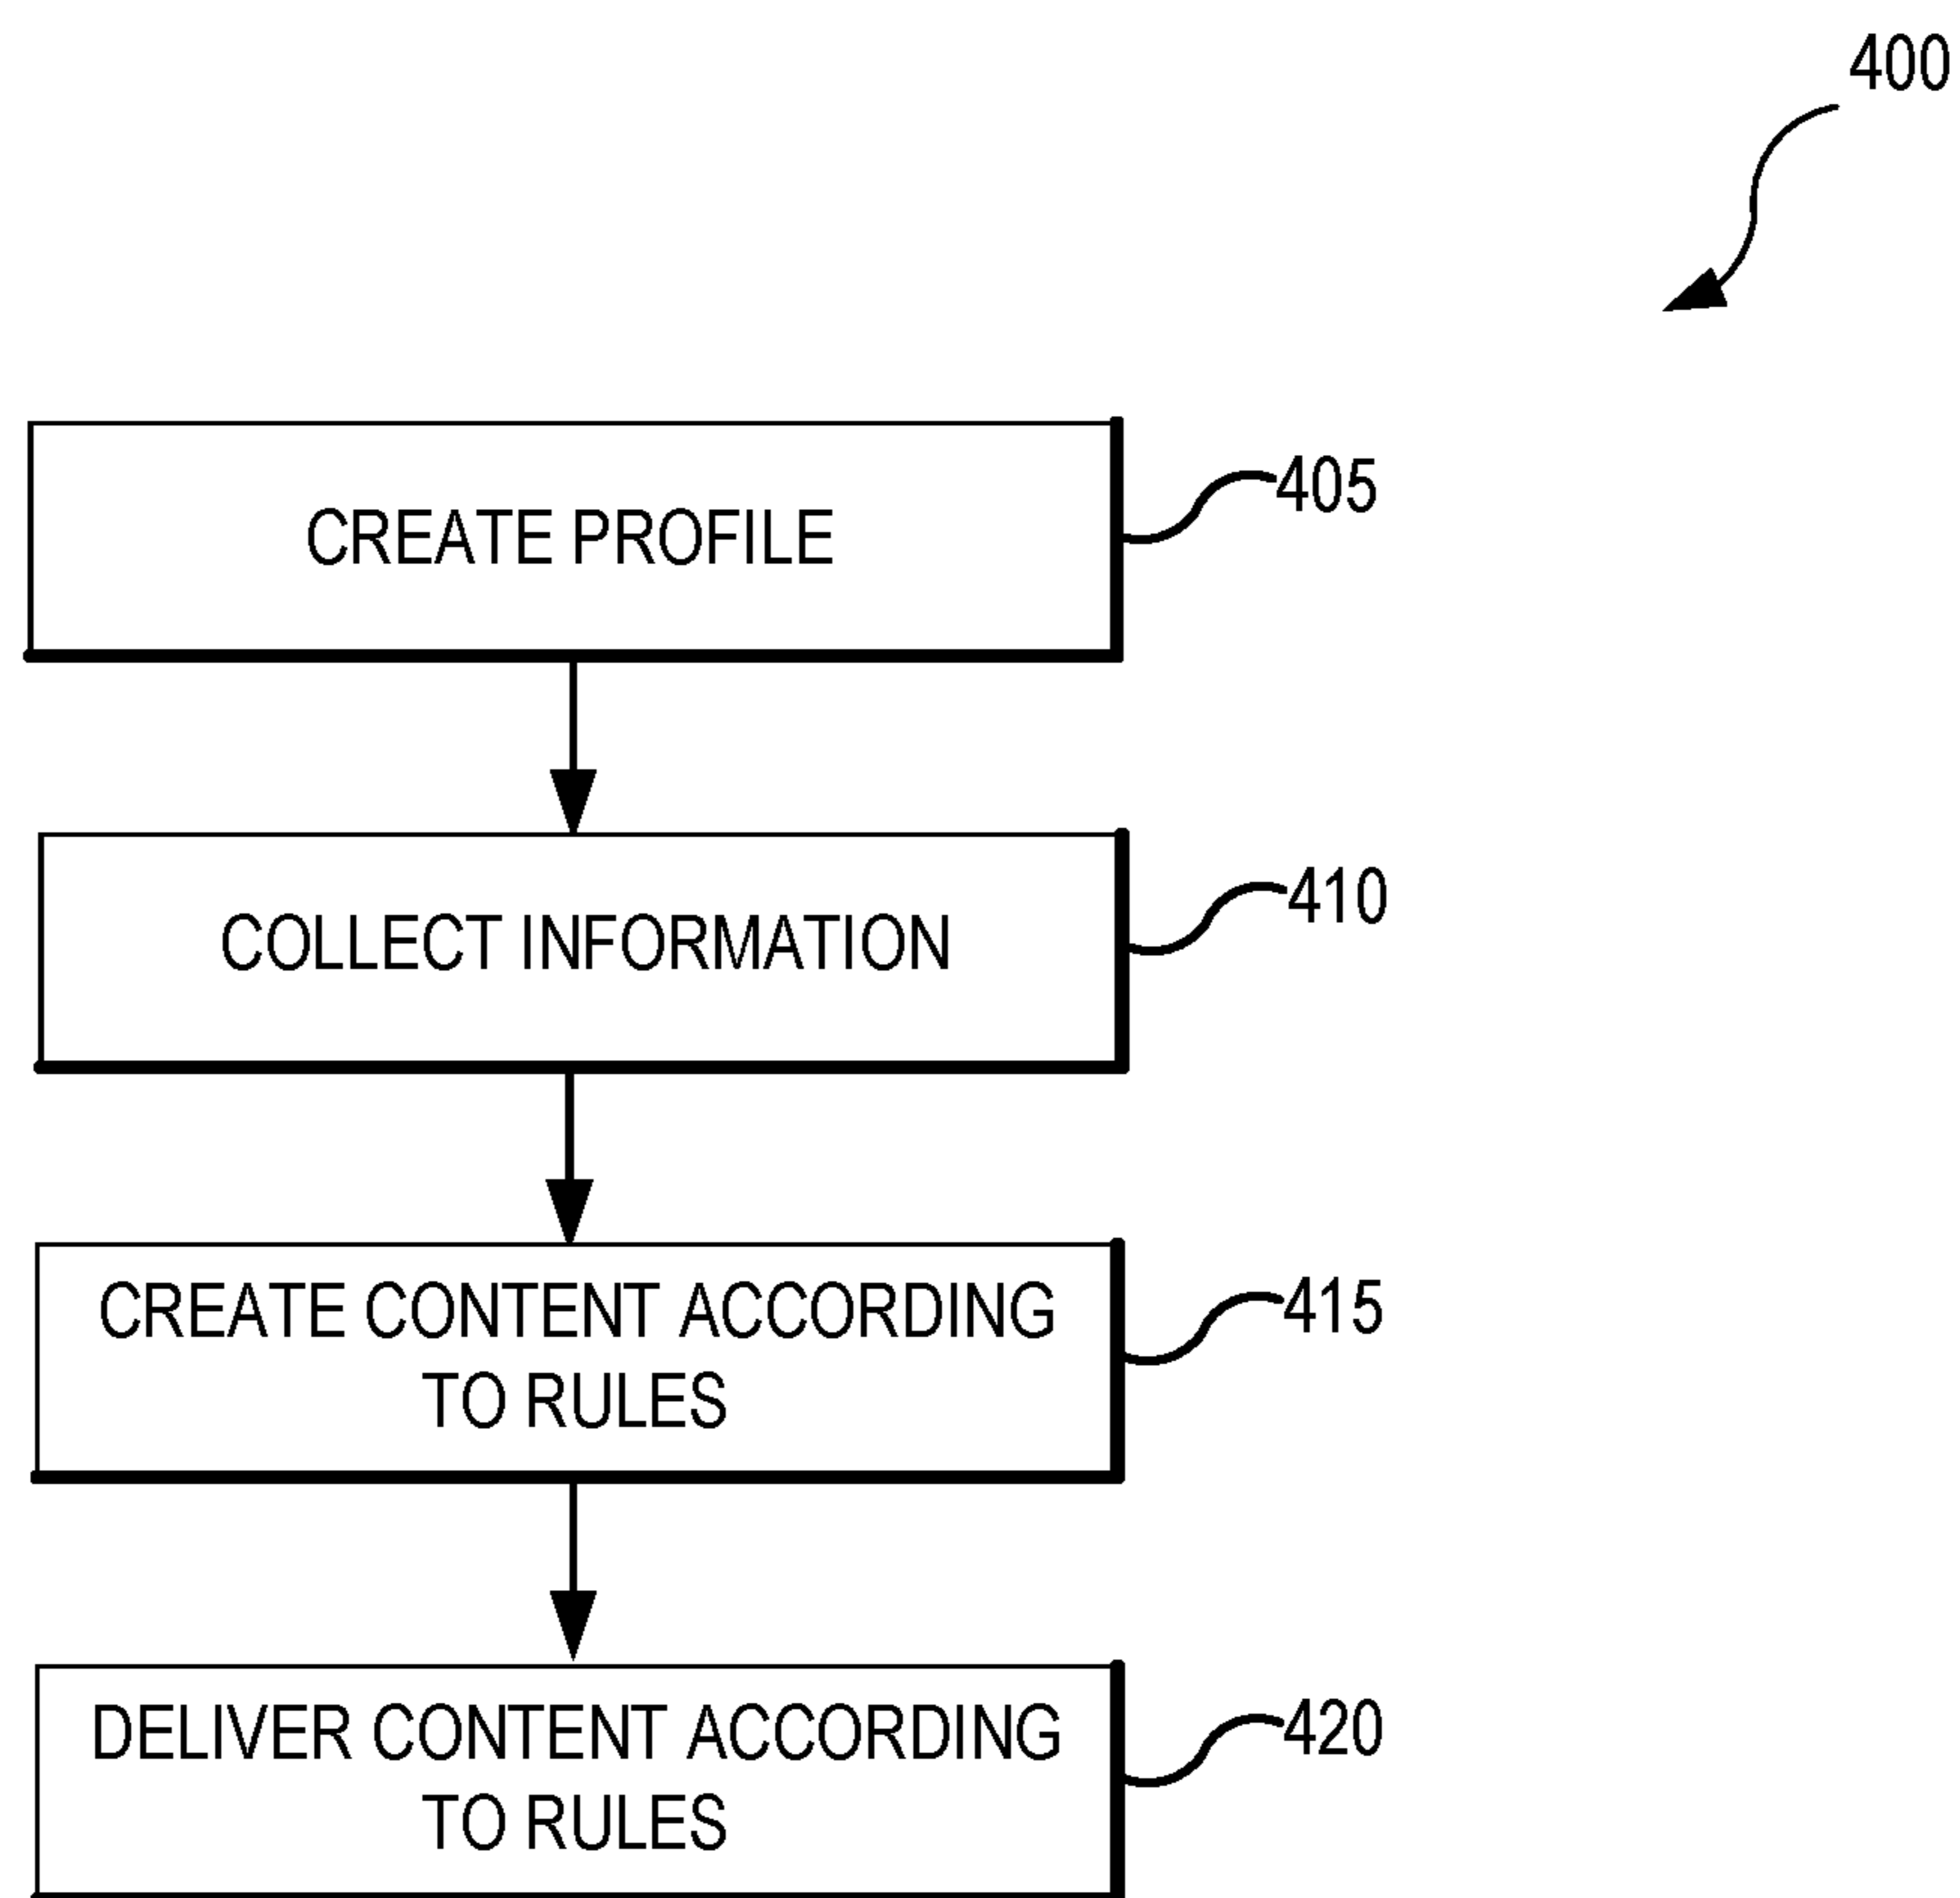 400
CREATE PROFILE
405
COLLECT INFORMATION
410
CREATE CONTENT ACCORDING
TO RULES
415
DELIVER CONTENT ACCORDING
TO RULES
420